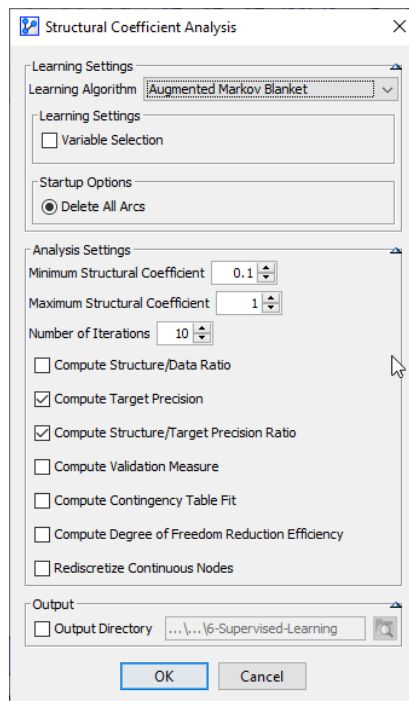 Structural Coefficient Analysis
Learning Settings
Learning Algorithm Augmented Markov Blanket
Learning Settings
Variable Selection
Startup Options
Delete All Arcs
Analysis Settings
Minimum Structural Coefficient 0.1
Maximum Structural Coefficient 1
Number of Iterations 10
Compute Structure/Data Ratio
Compute Target Precision
Compute Structure/Target Precision Ratio
Compute Validation Measure
Compute Contingency Table Fit
Compute Degree of Freedom Reduction Efficiency
Rediscretize Continuous Nodes
Output
Output Directory ...\...\6-Supervised-Learning
OK Cancel